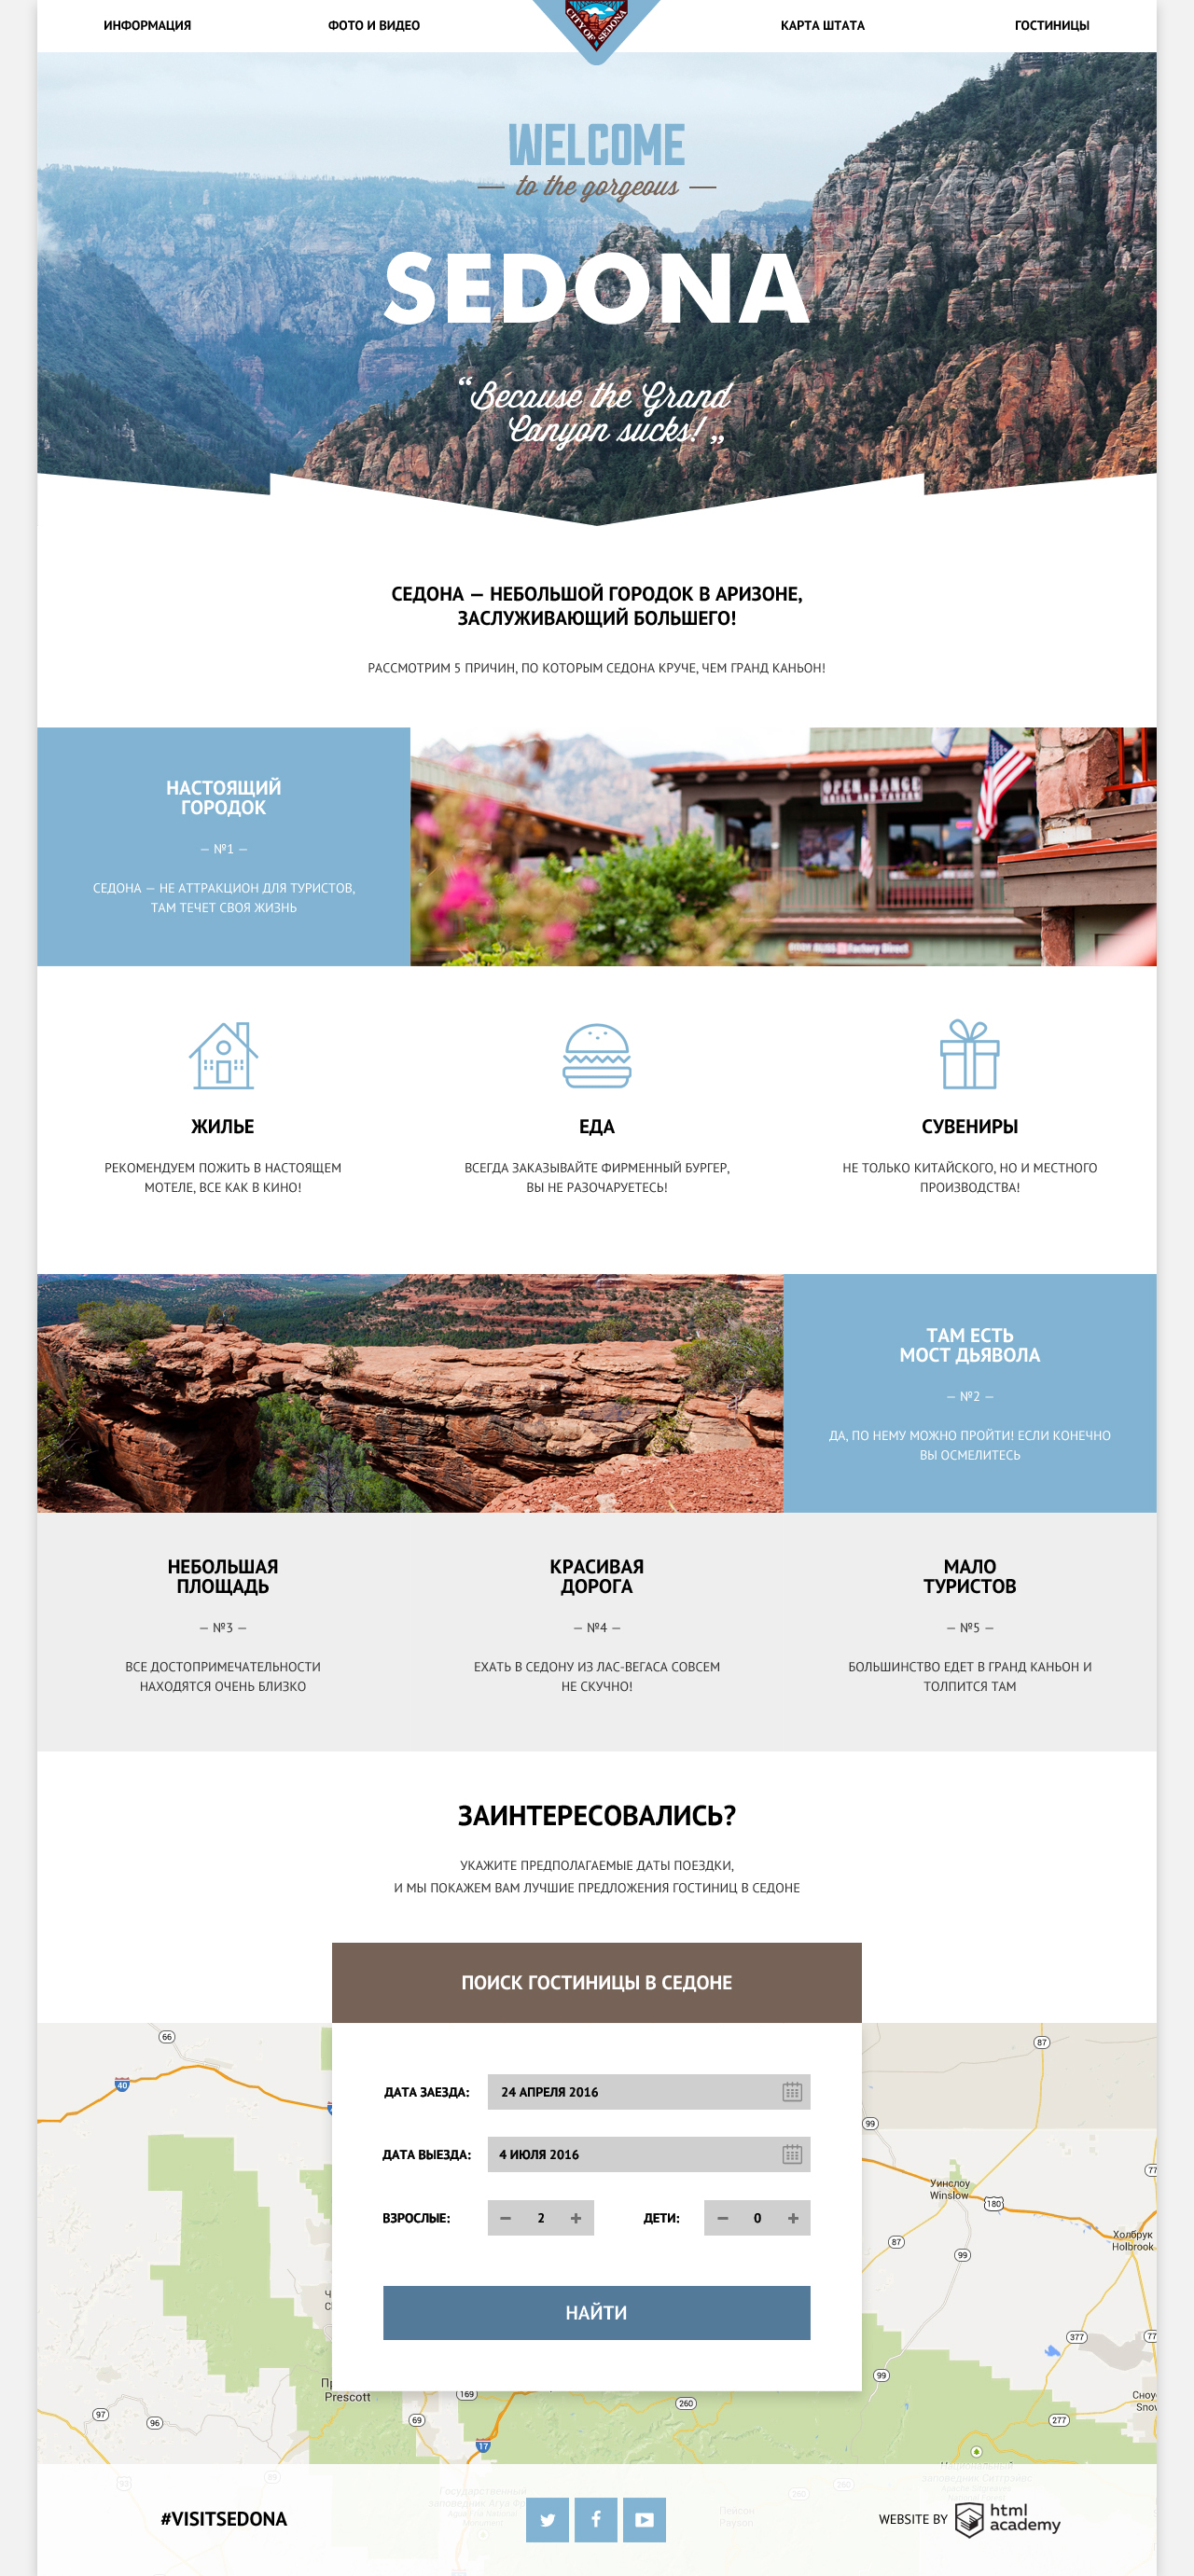 ИНФОРМАЦИЯ
ФОТО И ВИДЕО
CITY OF SEDONA
КАРТА ШТАТА
ГОСТИНИЦЫ
WELCOME
— to the gorgeous —
SEDONA
“Because the Grand
Canyon sucks! „
СЕДОНА — НЕБОЛЬШОЙ ГОРОДОК В АРИЗОНЕ,
ЗАСЛУЖИВАЮЩИЙ БОЛЬШЕГО!
РАССМОТРИМ 5 ПРИЧИН, ПО КОТОРЫМ СЕДОНА КРУЧЕ, ЧЕМ ГРАНД КАНЬОН!
НАСТОЯЩИЙ
ГОРОДОК
— №1 —
СЕДОНА — НЕ АТТРАКЦИОН ДЛЯ ТУРИСТОВ,
ТАМ ТЕЧЕТ СВОЯ ЖИЗНЬ
OPEN RANGE
Factory Direct
ЖИЛЬЕ
РЕКОМЕНДУЕМ ПОЖИТЬ В НАСТОЯЩЕМ
МОТЕЛЕ, ВСЕ КАК В КИНО!
ЕДА
ВСЕГДА ЗАКАЗЫВАЙТЕ ФИРМЕННЫЙ БУРГЕР,
ВЫ НЕ РАЗОЧАРУЕТЕСЬ!
СУВЕНИРЫ
НЕ ТОЛЬКО КИТАЙСКОГО, НО И МЕСТНОГО
ПРОИЗВОДСТВА!
ТАМ ЕСТЬ
МОСТ ДЬЯВОЛА
— №2 —
ДА, ПО НЕМУ МОЖНО ПРОЙТИ! ЕСЛИ КОНЕЧНО
ВЫ ОСМЕЛИТЕСЬ
НЕБОЛЬШАЯ
ПЛОЩАДЬ
— №3 —
ВСЕ ДОСТОПРИМЕЧАТЕЛЬНОСТИ
НАХОДЯТСЯ ОЧЕНЬ БЛИЗКО
КРАСИВАЯ
ДОРОГА
— №4 —
ЕХАТЬ В СЕДОНУ ИЗ ЛАС-ВЕГАСА СОВСЕМ
НЕ СКУЧНО!
МАЛО
ТУРИСТОВ
— №5 —
БОЛЬШИНСТВО ЕДЕТ В ГРАНД КАНЬОН И
ТОЛПИТСЯ ТАМ
ЗАИНТЕРЕСОВАЛИСЬ?
УКАЖИТЕ ПРЕДПОЛАГАЕМЫЕ ДАТЫ ПОЕЗДКИ,
И МЫ ПОКАЖЕМ ВАМ ЛУЧШИЕ ПРЕДЛОЖЕНИЯ ГОСТИНИЦ В СЕДОНЕ
ПОИСК ГОСТИНИЦЫ В СЕДОНЕ
66
87
40
ДАТА ЗАЕЗДА: 24 АПРЕЛЯ 2016
99
ДАТА ВЫЕЗДА: 4 ИЮЛЯ 2016
77
Уинслоу
Winslow
180
ВЗРОСЛЫЕ: − 2 +
ДЕТИ: − 0 +
Холбрук
Holbrook
87
99
НАЙТИ
377
77
99
Prescott
169
260
97
96
69
277
17
93
89
260
260
Пейсон
Payson
#VISITSEDONA
WEBSITE BY
html
academy